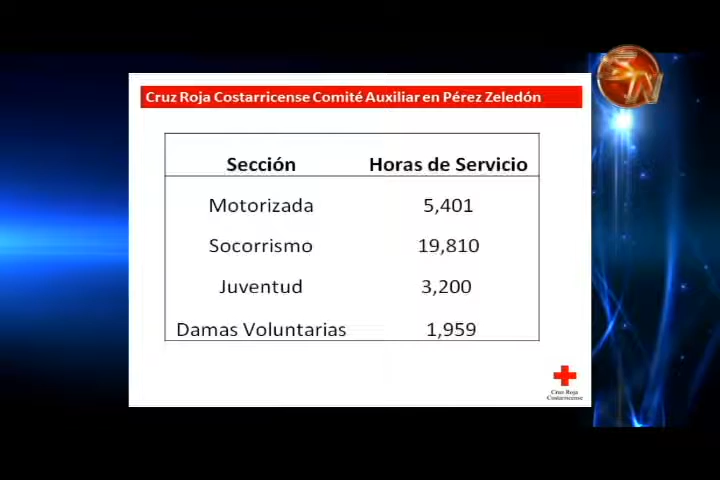 SN
Cruz Roja Costarricense Comité Auxiliar en Pérez Zeledón
Sección Horas de Servicio
Motorizada 5,401
Socorrismo 19,810
Juventud 3,200
Damas Voluntarias 1,959
Cruz Roja
Costarricense